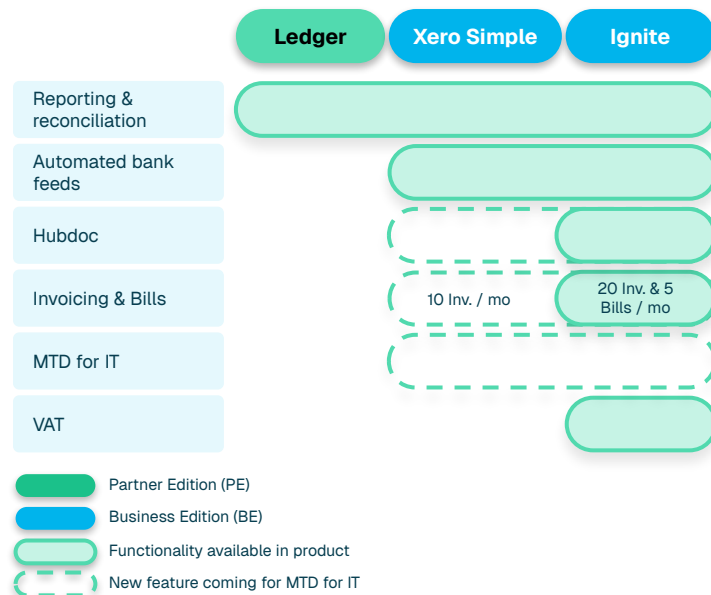 Ledger
Xero Simple
Ignite
Reporting &
reconciliation
Automated bank
feeds
Hubdoc
Invoicing & Bills
10 Inv. / mo
20 Inv. & 5
Bills / mo
MTD for IT
VAT
Partner Edition (PE)
Business Edition (BE)
Functionality available in product
New feature coming for MTD for IT